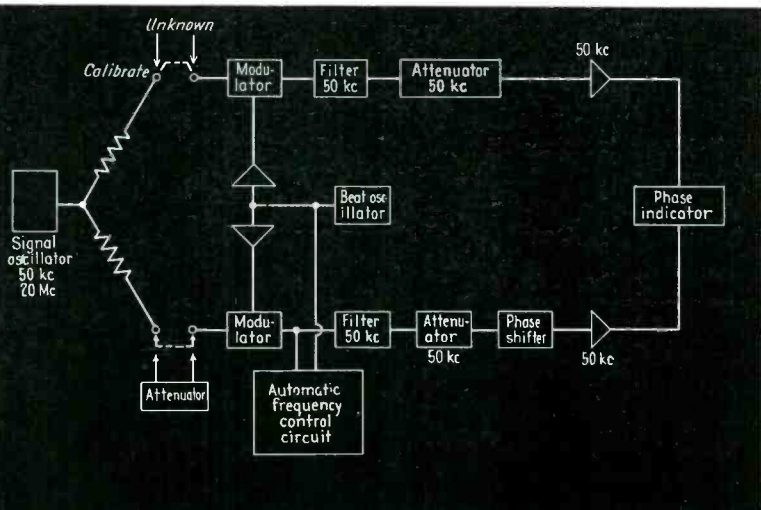 Unknown
Calibrate
Modu-
lator
Filter
50 kc
Attenuator
50 kc
50 kc
Signal
oscillator
50 kc
20 Mc
Beat osc-
illator
Phase
indicator
Modu-
lator
Filter
50 kc
Attenu-
ator
50 kc
Phase
shifter
50 kc
Attenuator
Automatic
frequency
control
circuit